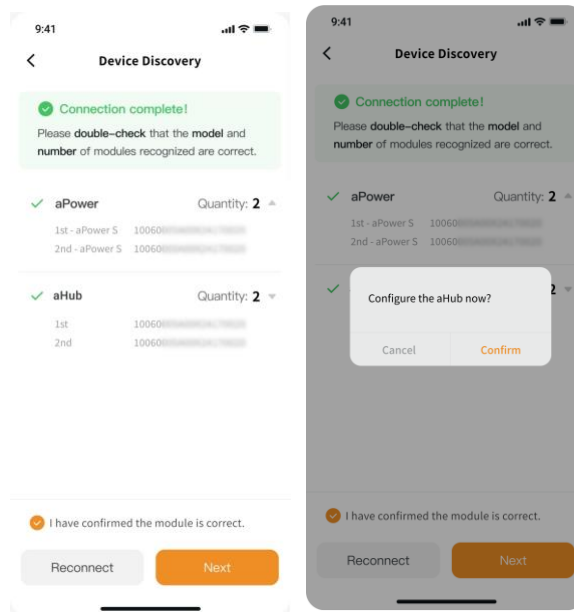 9:41
Device Discovery
Connection complete!
Please double-check that the model and
number of modules recognized are correct.
aPower Quantity: 2
1st - aPower S 10060
2nd - aPower S 10060
aHub Quantity: 2
1st 10060
2nd 10060
I have confirmed the module is correct.
Reconnect Next
9:41
Device Discovery
Connection complete!
Please double-check that the model and
number of modules recognized are correct.
aPower Quantity: 2
1st - aPower S 10060
2nd - aPower S 10060
2
Configure the aHub now?
Cancel Confirm
I have confirmed the module is correct.
Reconnect Next